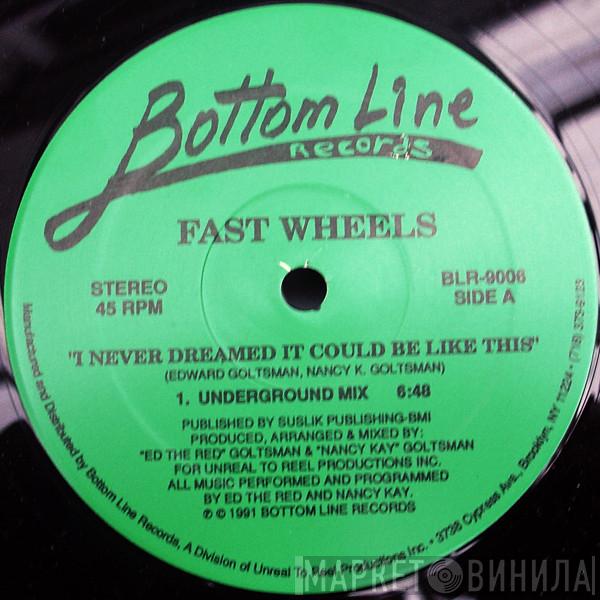 Bottom Line
Records
FAST WHEELS
STEREO
45 RPM
BLR-9006
SIDE A
"I NEVER DREAMED IT COULD BE LIKE THIS"
(EDWARD GOLTSMAN, NANCY K. GOLTSMAN)
1. UNDERGROUND MIX 6:48
PUBLISHED BY SUSLIK PUBLISHING-BMI
PRODUCED, ARRANGED & MIXED BY:
"ED THE RED" GOLTSMAN & "NANCY KAY" GOLTSMAN
FOR UNREAL TO REEL PRODUCTIONS INC.
ALL MUSIC PERFORMED AND PROGRAMMED
BY ED THE RED AND NANCY KAY.
℗ © 1991 BOTTOM LINE RECORDS
Manufactured and Distributed by Bottom Line Records, A Division of Unreal To Reel Productions Inc. • 3738 Cypress Ave., Brooklyn, NY 11224 • (718) 373-6123
МАРКЕТ ВИНИЛА